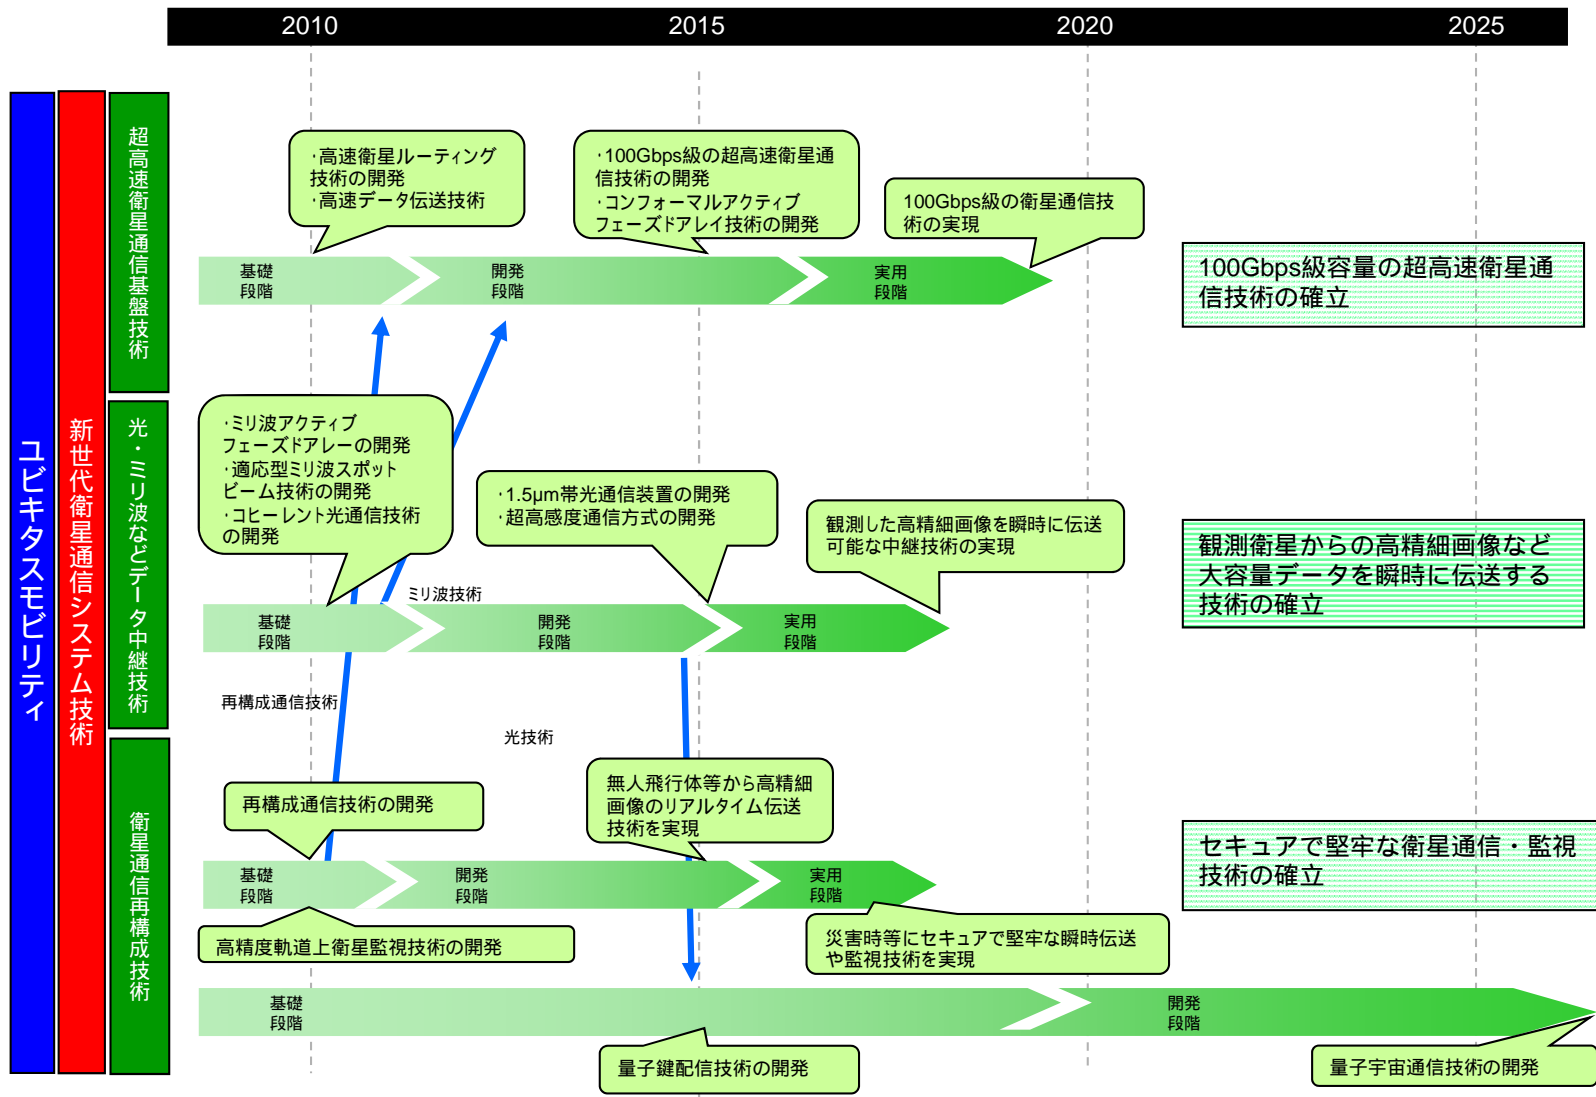 2010
2015
2020
2025
ユビキタスモビリティ
新世代衛星通信システム技術
超高速衛星通信基盤技術
・高速衛星ルーティング
技術の開発
・高速データ伝送技術
・100Gbps級の超高速衛星通
信技術の開発
・コンフォーマルアクティブ
フェーズドアレイ技術の開発
100Gbps級の衛星通信技
術の実現
基礎
段階
開発
段階
実用
段階
100Gbps級容量の超高速衛星通
信技術の確立
光・ミリ波などデータ中継技術
・ミリ波アクティブ
フェーズドアレーの開発
・適応型ミリ波スポット
ビーム技術の開発
・コヒーレント光通信技術
の開発
・1.5μm帯光通信装置の開発
・超高感度通信方式の開発
観測した高精細画像を瞬時に伝送
可能な中継技術の実現
ミリ波技術
基礎
段階
開発
段階
実用
段階
観測衛星からの高精細画像など
大容量データを瞬時に伝送する
技術の確立
再構成通信技術
光技術
衛星通信再構成技術
再構成通信技術の開発
無人飛行体等から高精細
画像のリアルタイム伝送
技術を実現
基礎
段階
開発
段階
実用
段階
セキュアで堅牢な衛星通信・監視
技術の確立
高精度軌道上衛星監視技術の開発
災害時等にセキュアで堅牢な瞬時伝送
や監視技術を実現
基礎
段階
開発
段階
量子鍵配信技術の開発
量子宇宙通信技術の開発